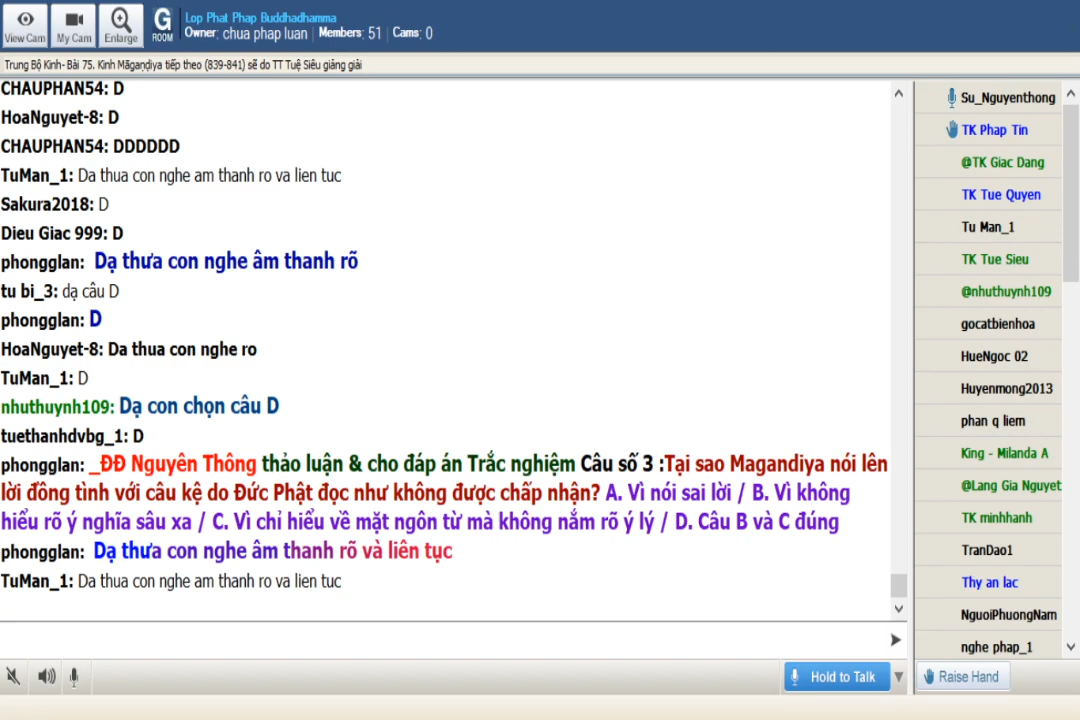 Lop Phat Phap Buddhadhamma
View Cam
My Cam
Enlarge
G ROOM
Owner: chua phap luan | Members: 51 | Cams: 0
Trung Bộ Kinh- Bài 75. Kinh Māgaṇḍiya tiếp theo (839-841) sẽ do TT Tuệ Siêu giảng giải
CHAUPHAN54: D
HoaNguyet-8: D
CHAUPHAN54: DDDDDD
TuMan_1: Da thua con nghe am thanh ro va lien tuc
Sakura2018: D
Dieu Giac 999: D
phongglan: Dạ thưa con nghe âm thanh rõ
tu bi_3: dạ câu D
phongglan: D
HoaNguyet-8: Da thua con nghe ro
TuMan_1: D
nhuthuynh109: Dạ con chọn câu D
tuethanhdvbg_1: D
phongglan: _ĐĐ Nguyên Thông thảo luận & cho đáp án Trắc nghiệm Câu số 3 :Tại sao Magandiya nói lên
lời đồng tình với câu kệ do Đức Phật đọc như không được chấp nhận? A. Vì nói sai lời / B. Vì không
hiểu rõ ý nghĩa sâu xa / C. Vì chỉ hiểu về mặt ngôn từ mà không nắm rõ ý lý / D. Câu B và C đúng
phongglan: Dạ thưa con nghe âm thanh rõ và liên tục
TuMan_1: Da thua con nghe am thanh ro va lien tuc
Su_Nguyenthong
TK Phap Tin
@TK Giac Dang
TK Tue Quyen
Tu Man_1
TK Tue Sieu
@nhuthuynh109
gocatbienhoa
HueNgoc 02
Huyenmong2013
phan q liem
King - Milanda A
@Lang Gia Nguyet
TK minhhanh
TranDao1
Thy an lac
NguoiPhuongNam
nghe phap_1
Hold to Talk
Raise Hand